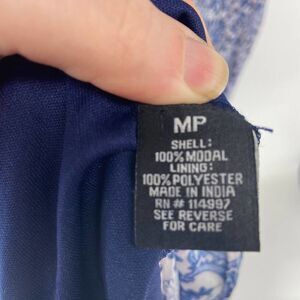 MP
SHELL:
100% MODAL
LINING:
100% POLYESTER
MADE IN INDIA
RN# 114997
SEE REVERSE
FOR CARE